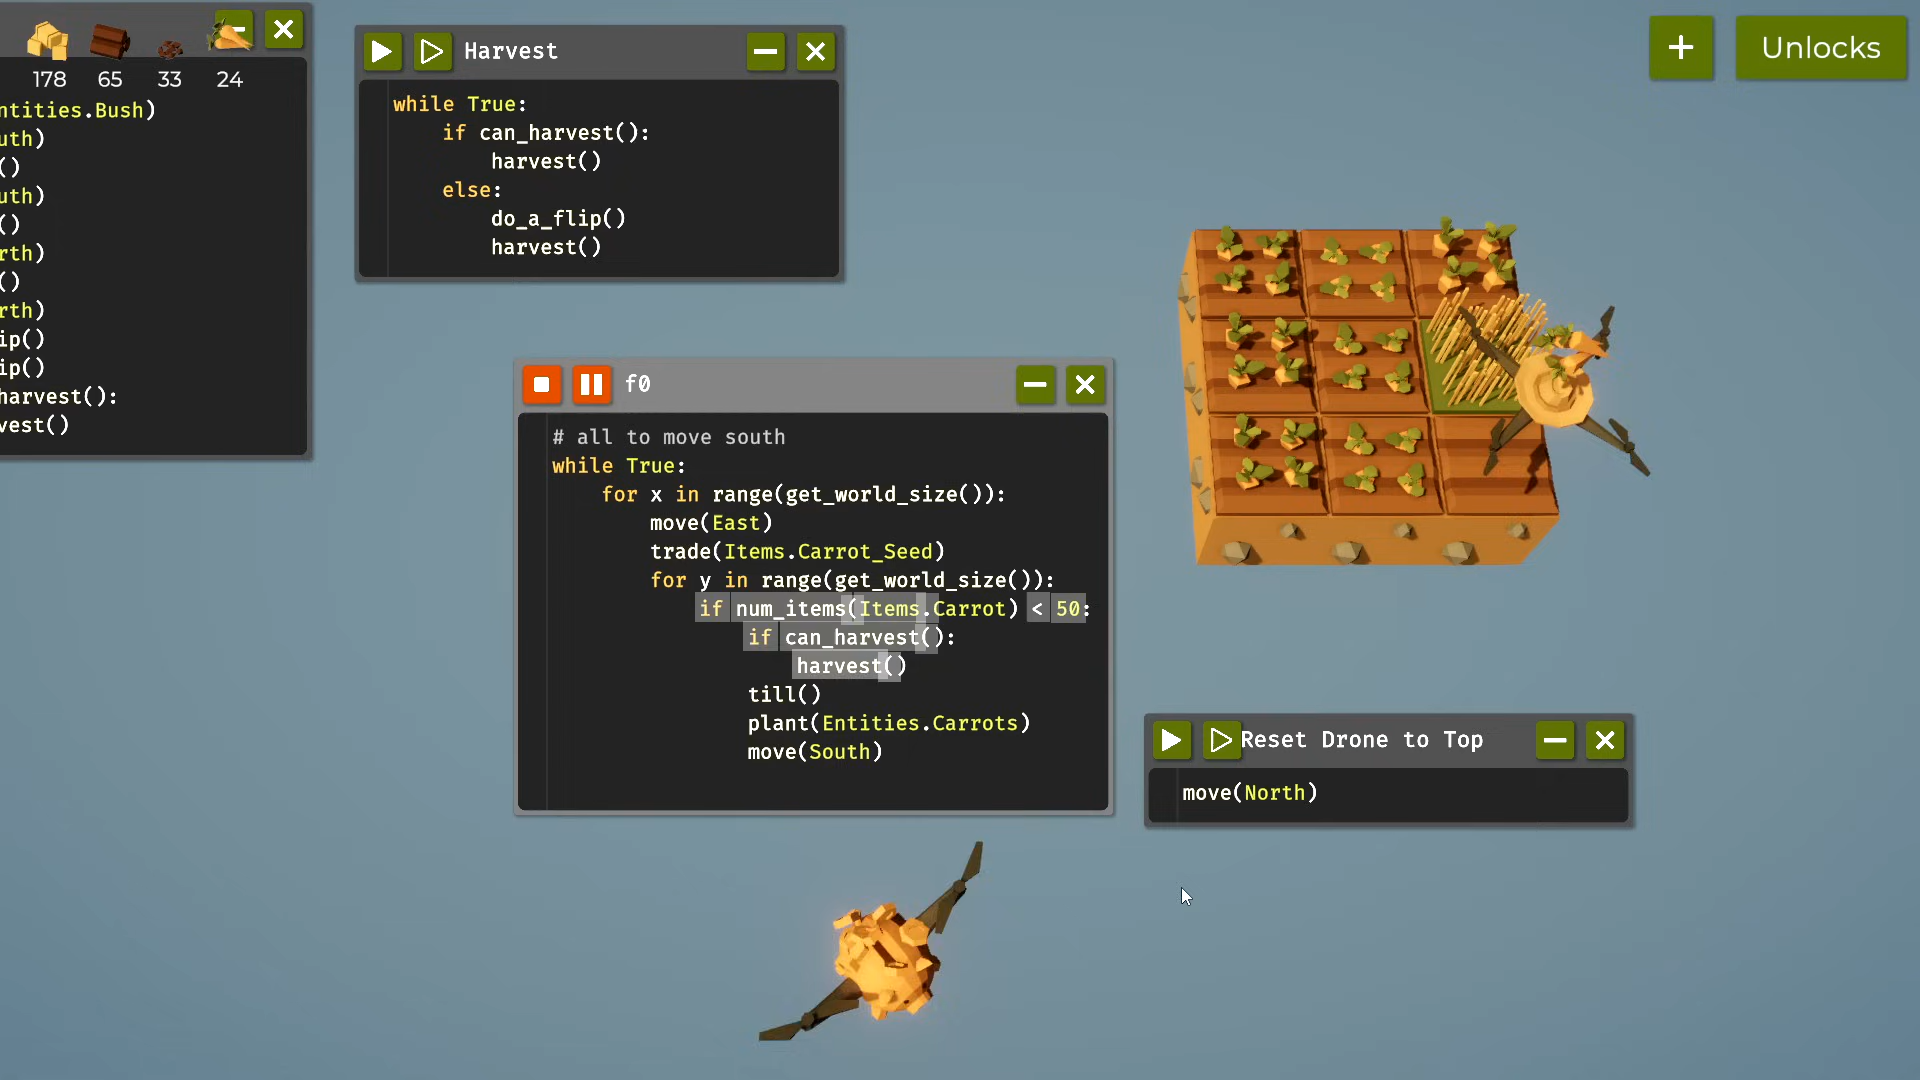 178 65 33 24
ntities.Bush)
uth)
()
uth)
()
rth)
()
rth)
ip()
ip()
harvest():
vest()
Harvest
while True:
if can_harvest():
harvest()
else:
do_a_flip()
harvest()
+ Unlocks
f0
# all to move south
while True:
for x in range(get_world_size()):
move(East)
trade(Items.Carrot_Seed)
for y in range(get_world_size()):
if num_items(Items.Carrot) < 50:
if can_harvest():
harvest()
till()
plant(Entities.Carrots)
move(South)
Reset Drone to Top
move(North)